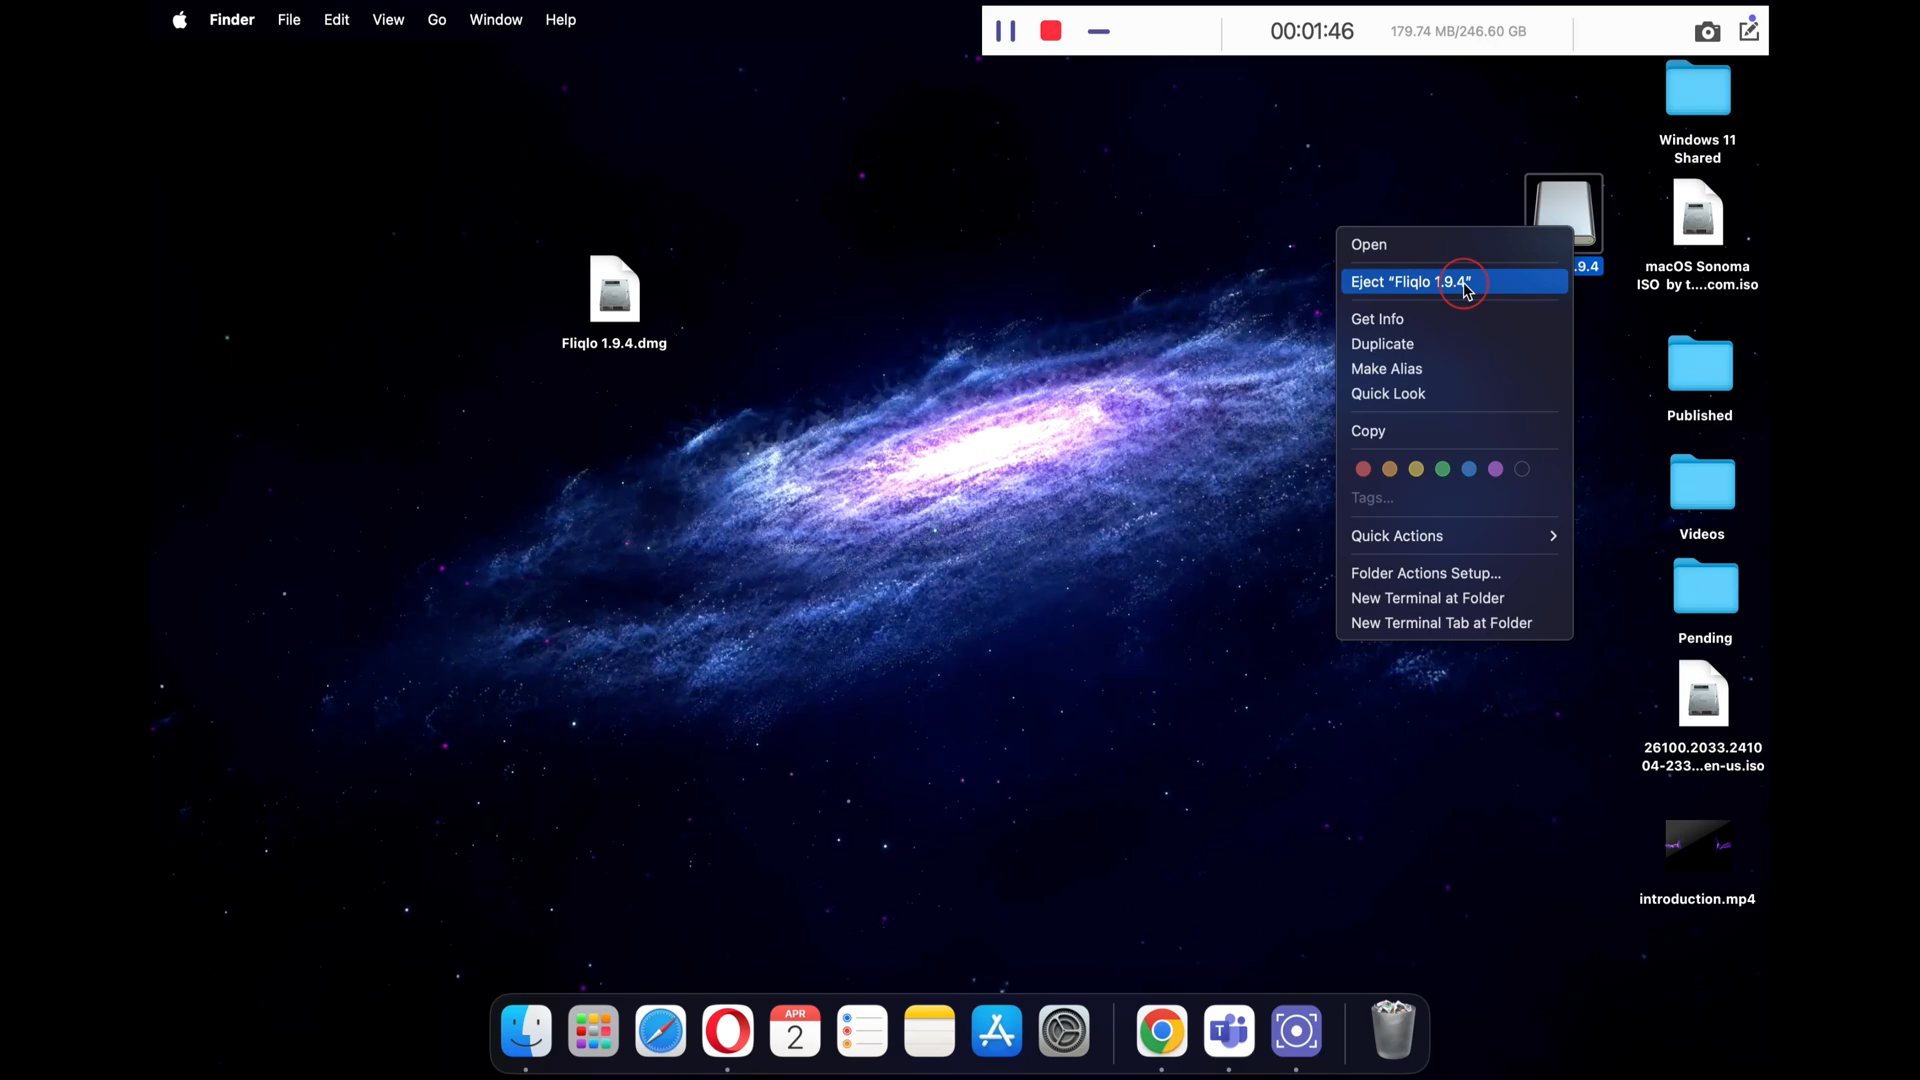 Finder File Edit View Go Window Help
00:01:46 179.74 MB/246.60 GB
Windows 11
Shared
Open
.9.4
Eject “Fliqlo 1.9.4”
macOS Sonoma
ISO by t....com.iso
Get Info
Fliqlo 1.9.4.dmg
Duplicate
Make Alias
Quick Look
Published
Copy
Tags...
Videos
Quick Actions
Folder Actions Setup...
New Terminal at Folder
New Terminal Tab at Folder
Pending
26100.2033.2410
04-233...en-us.iso
introduction.mp4
APR
2